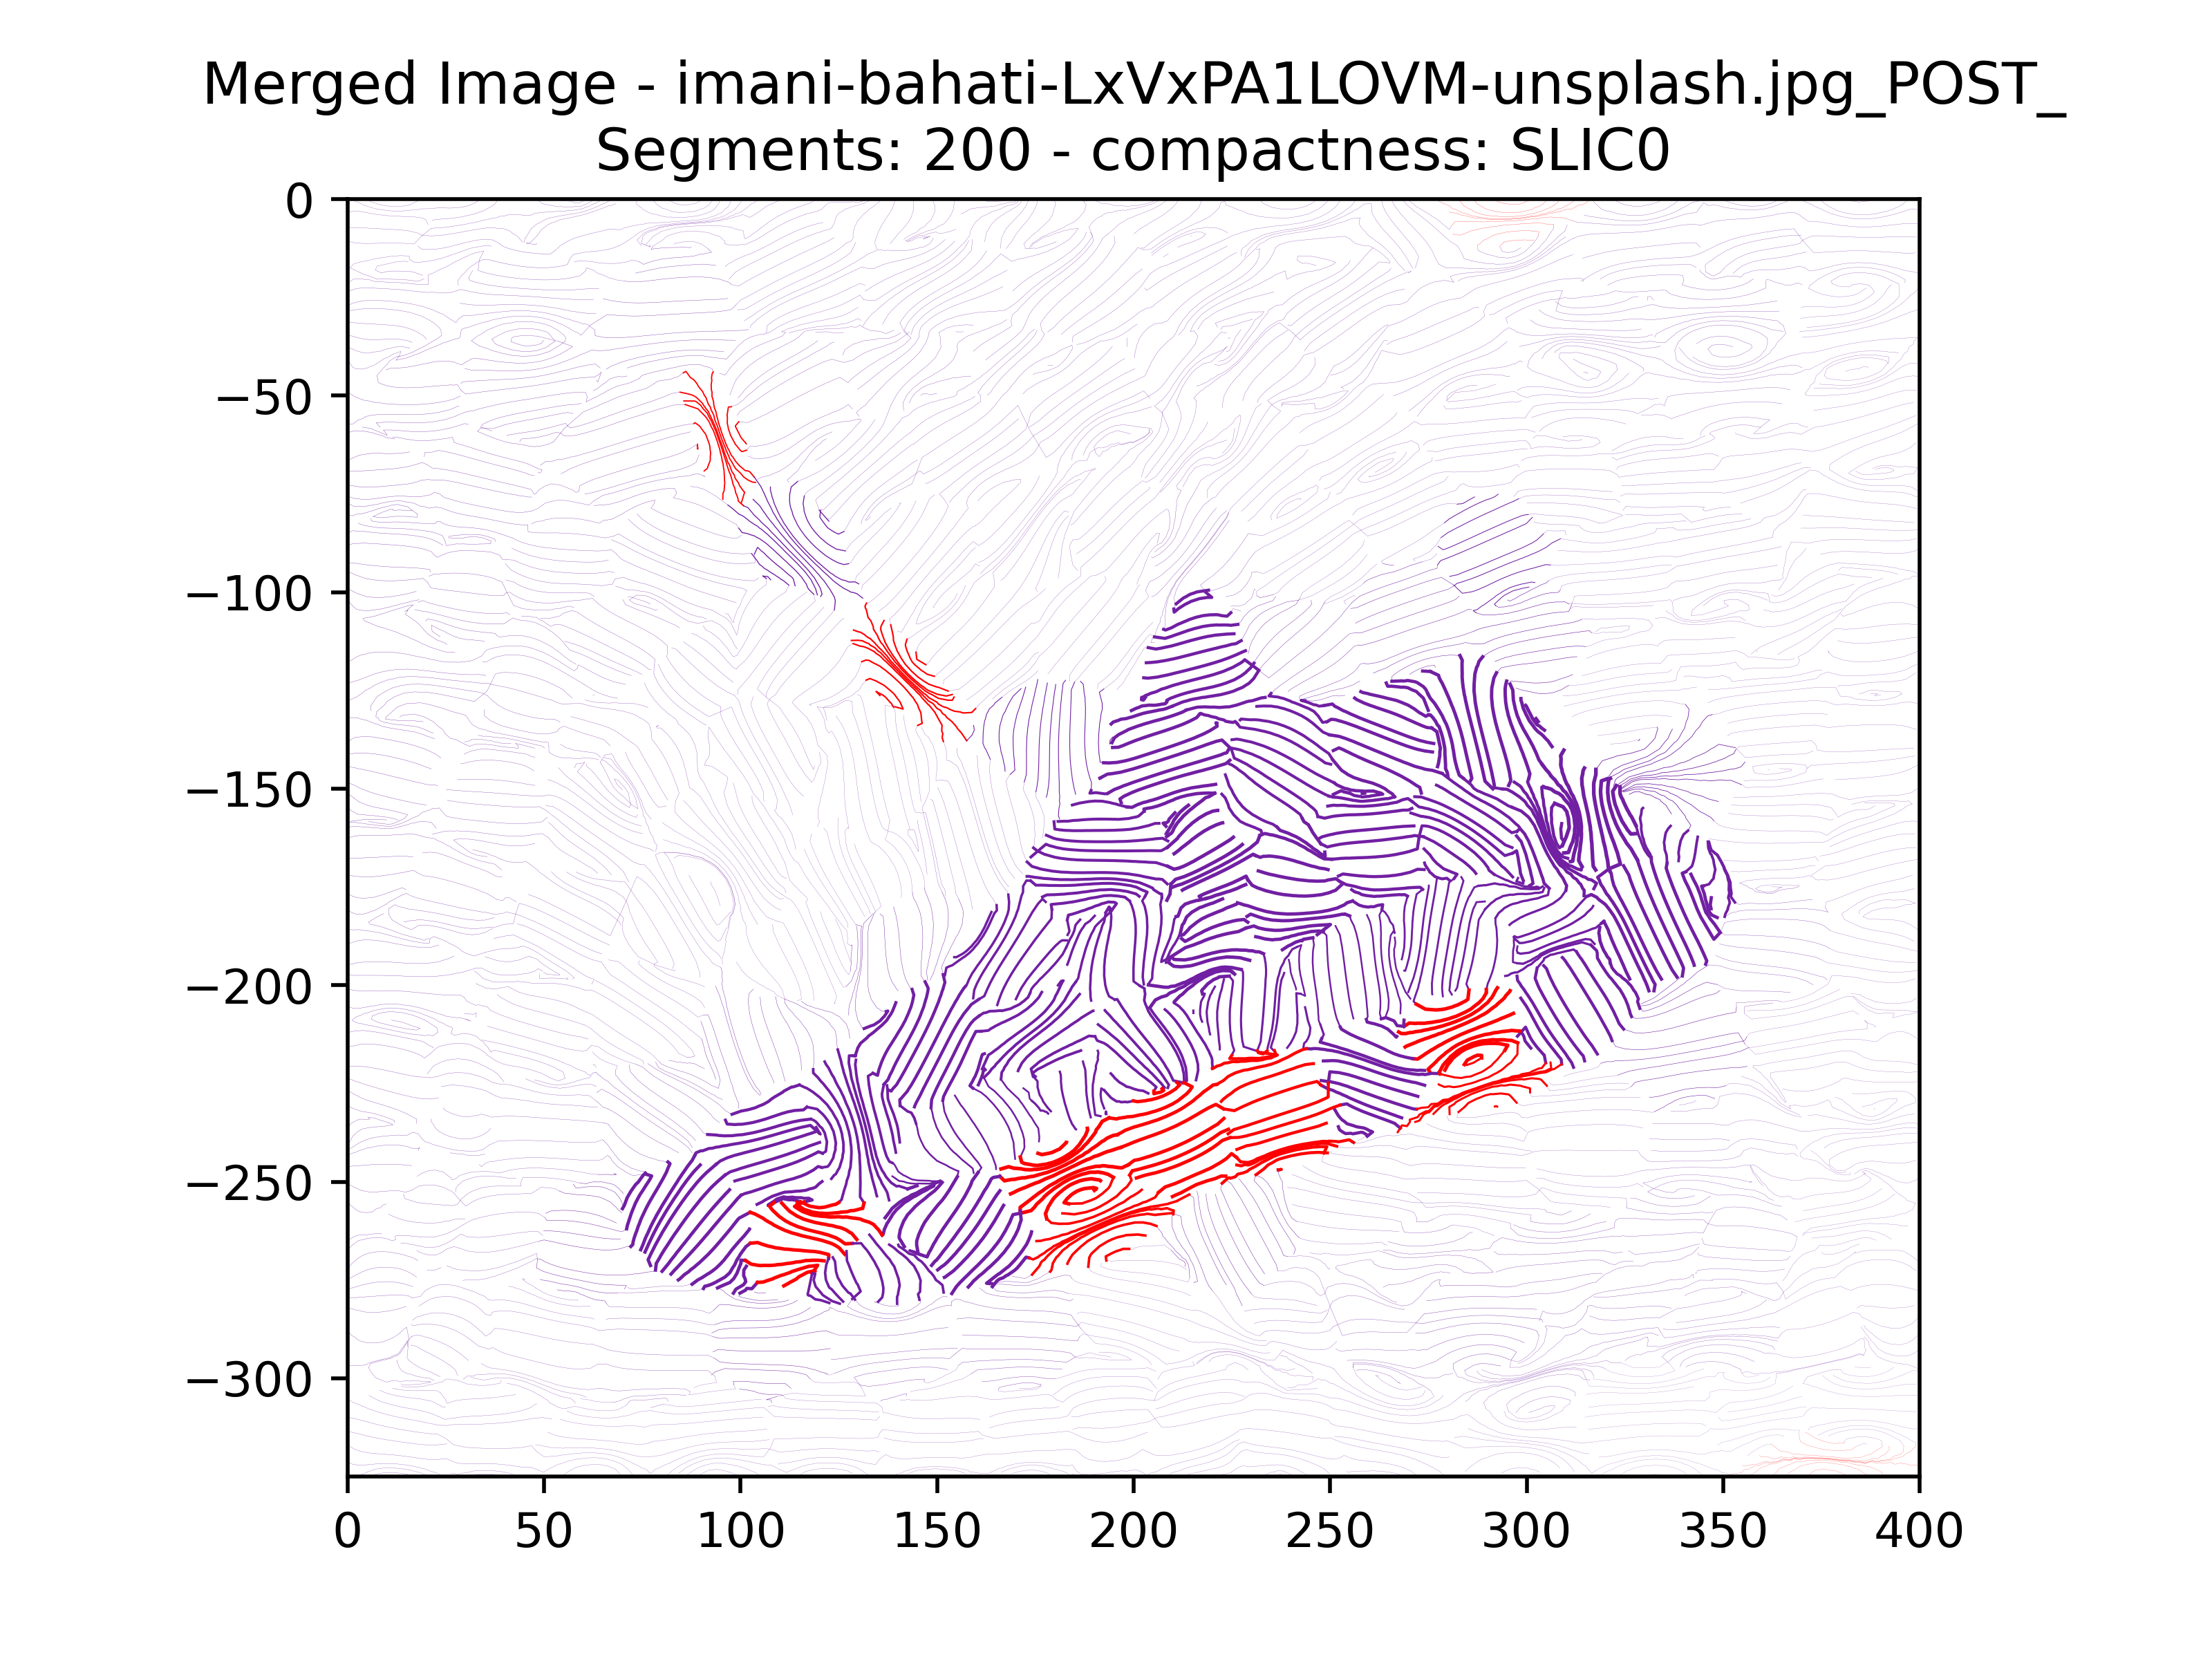 Merged Image - imani-bahati-LxVxPA1LOVM-unsplash.jpg_POST_
Segments: 200 - compactness: SLIC0
0
−50
−100
−150
−200
−250
−300
0 50 100 150 200 250 300 350 400